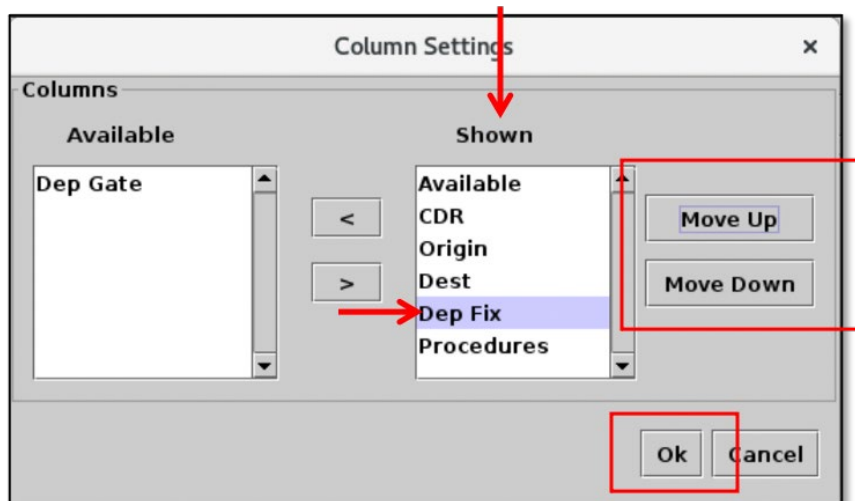 Column Settings ×
Columns
Available
Shown
Dep Gate
<
>
Available
CDR
Origin
Dest
Dep Fix
Procedures
Move Up
Move Down
Ok
Cancel